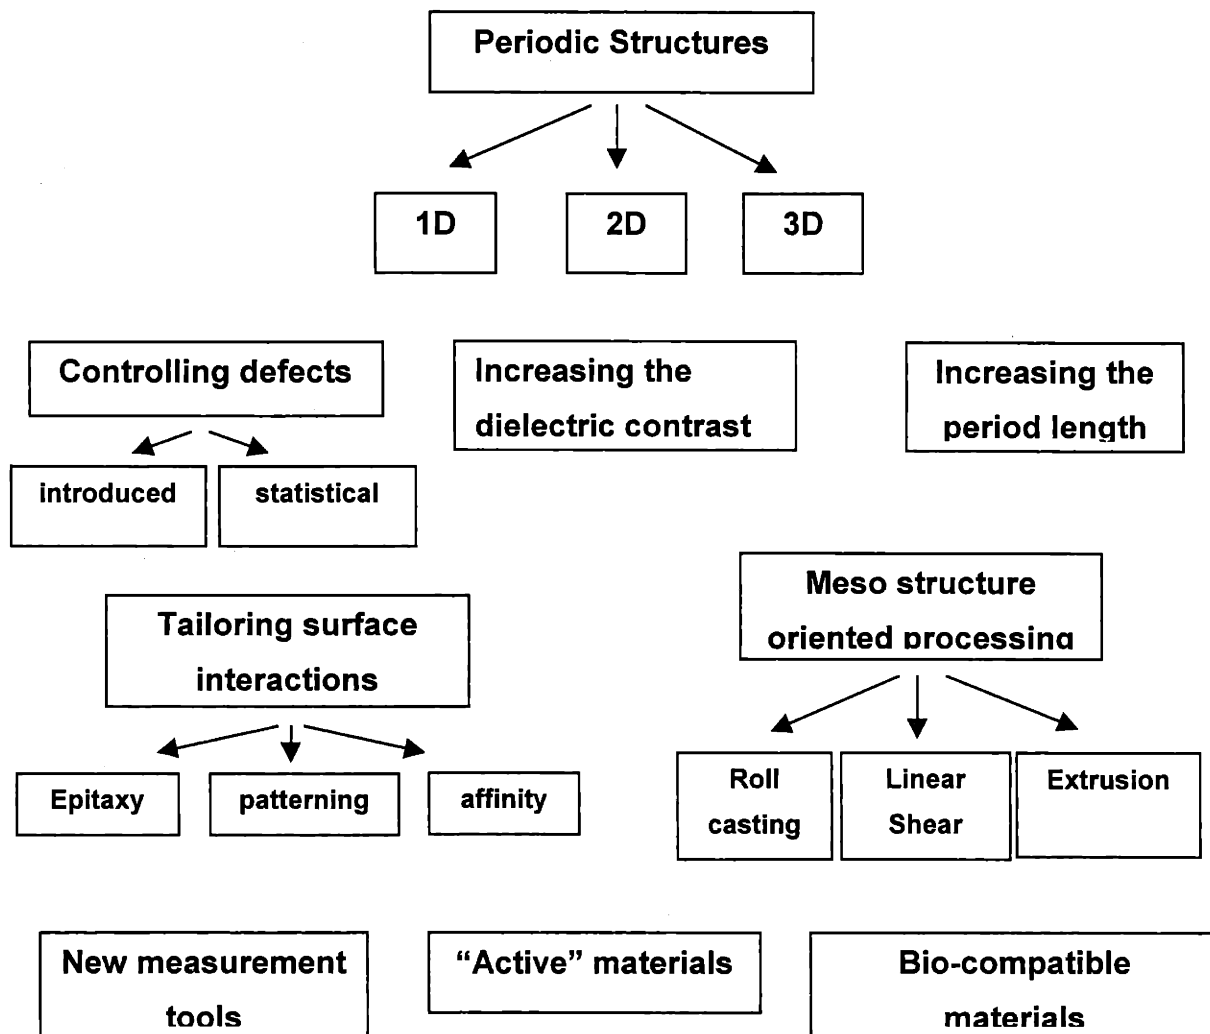 Periodic Structures
1D
2D
3D
Controlling defects
Increasing the
dielectric contrast
Increasing the
period length
introduced
statistical
Tailoring surface
interactions
Meso structure
oriented processing
Epitaxy
patterning
affinity
Roll
casting
Linear
Shear
Extrusion
New measurement
tools
“Active” materials
Bio-compatible
materials